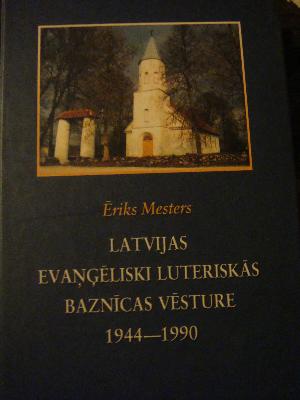 Ēriks Mesters
LATVIJAS
EVAŅĢĒLISKI LUTERISKĀS
BAZNĪCAS VĒSTURE
1944—1990